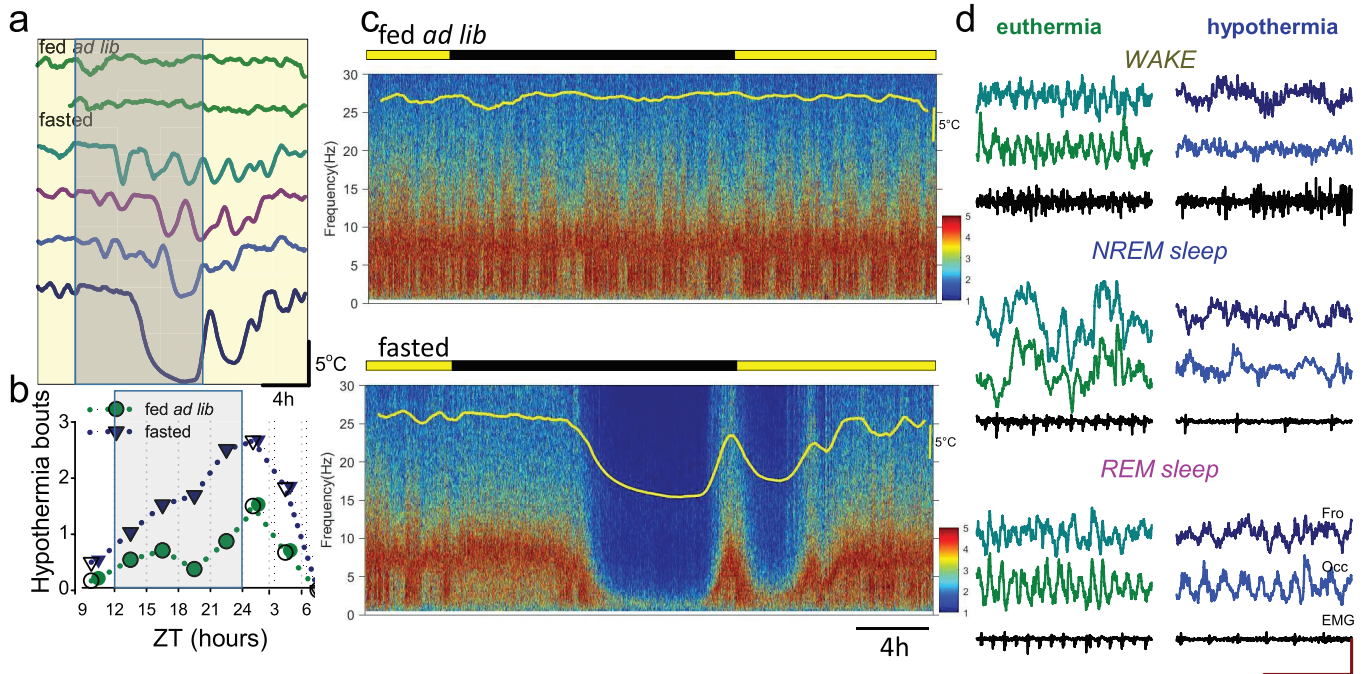 a
fed ad lib
fasted
5°C
4h
b
fed ad lib
fasted
Hypothermia bouts
3
2
1
0
9 12 15 18 21 24 3 6
ZT (hours)
c
fed ad lib
Frequency(Hz)
30
25
20
15
10
5
0
5°C
5
4
3
2
1
fasted
Frequency(Hz)
30
25
20
15
10
5
0
5°C
5
4
3
2
1
4h
d
euthermia hypothermia
WAKE
NREM sleep
REM sleep
Fro
Occ
EMG